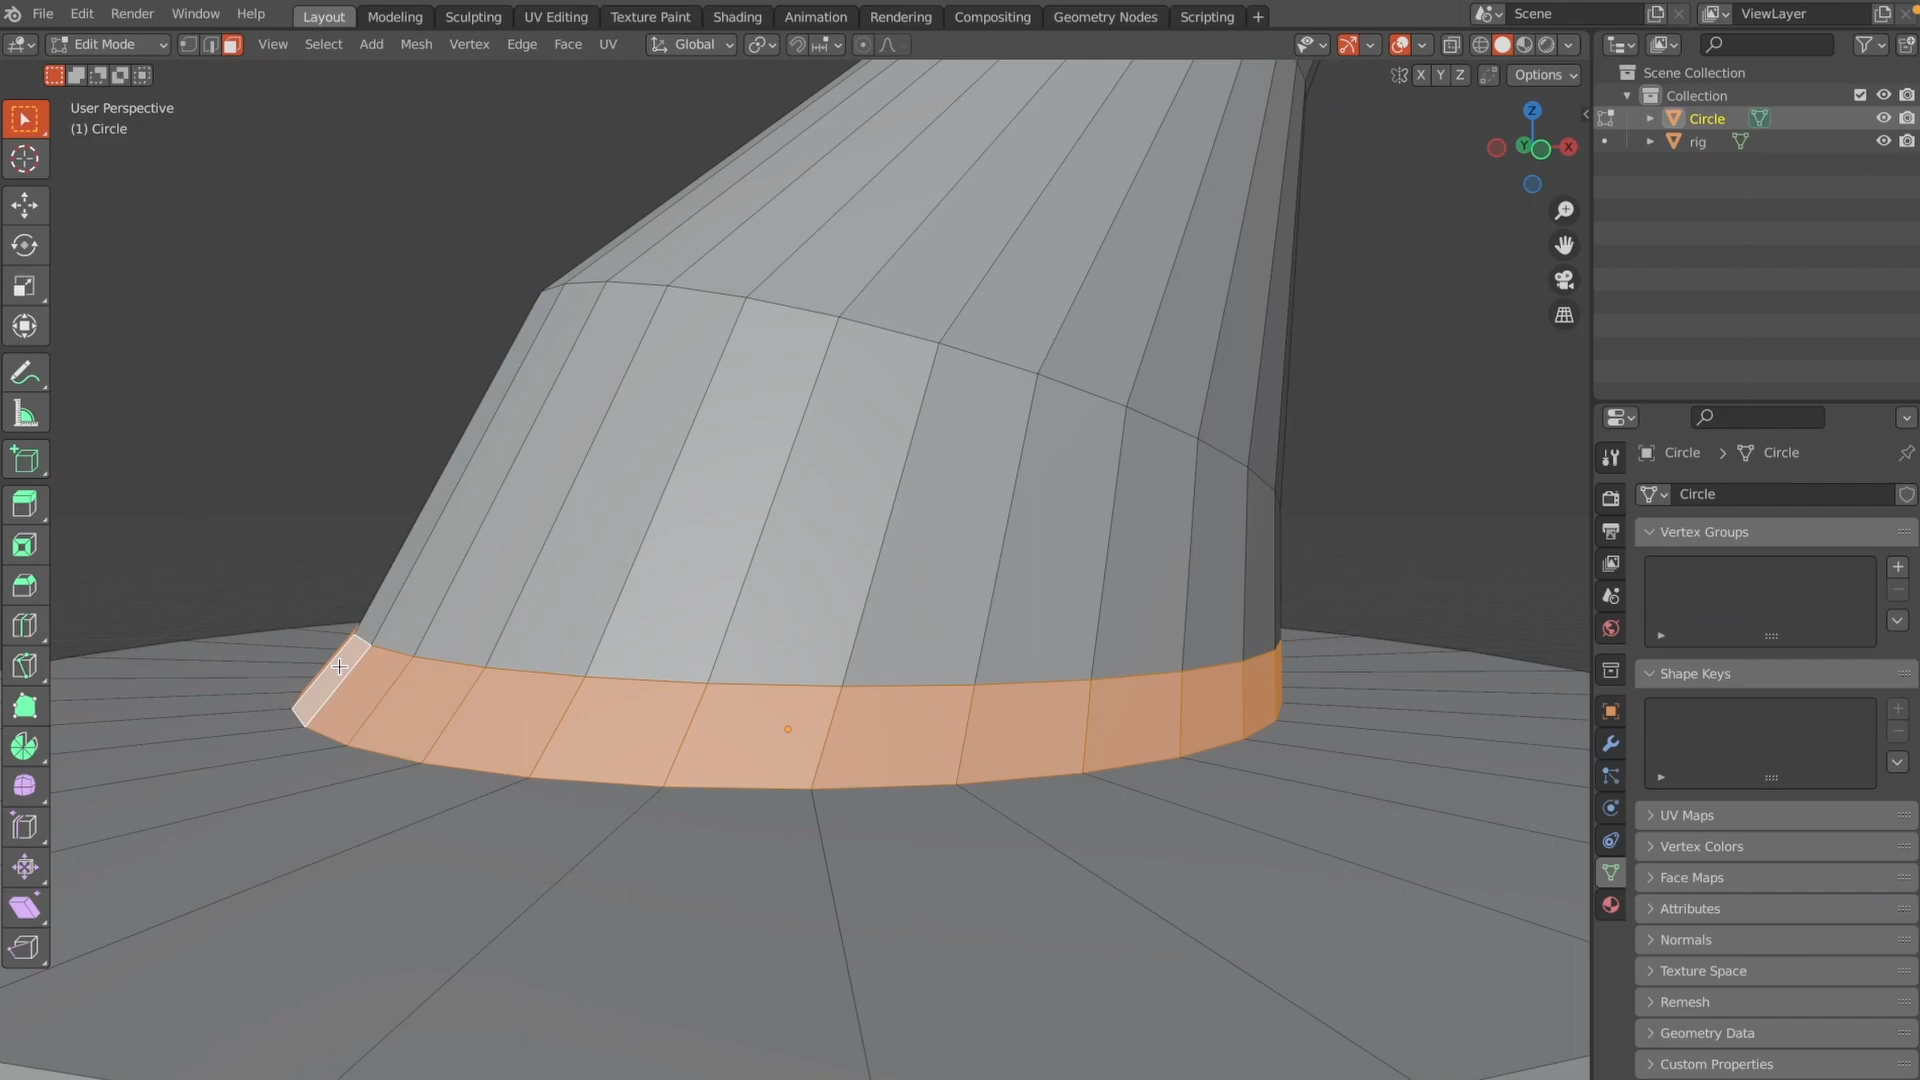 File Edit Render Window Help Layout Modeling Sculpting UV Editing Texture Paint Shading Animation Rendering Compositing Geometry Nodes Scripting + Scene ViewLayer
Edit Mode View Select Add Mesh Vertex Edge Face UV Global
X Y Z Options
User Perspective
(1) Circle
Z
Y X
Scene Collection
Collection
Circle
rig
Circle > Circle
Circle
Vertex Groups
Shape Keys
UV Maps
Vertex Colors
Face Maps
Attributes
Normals
Texture Space
Remesh
Geometry Data
Custom Properties